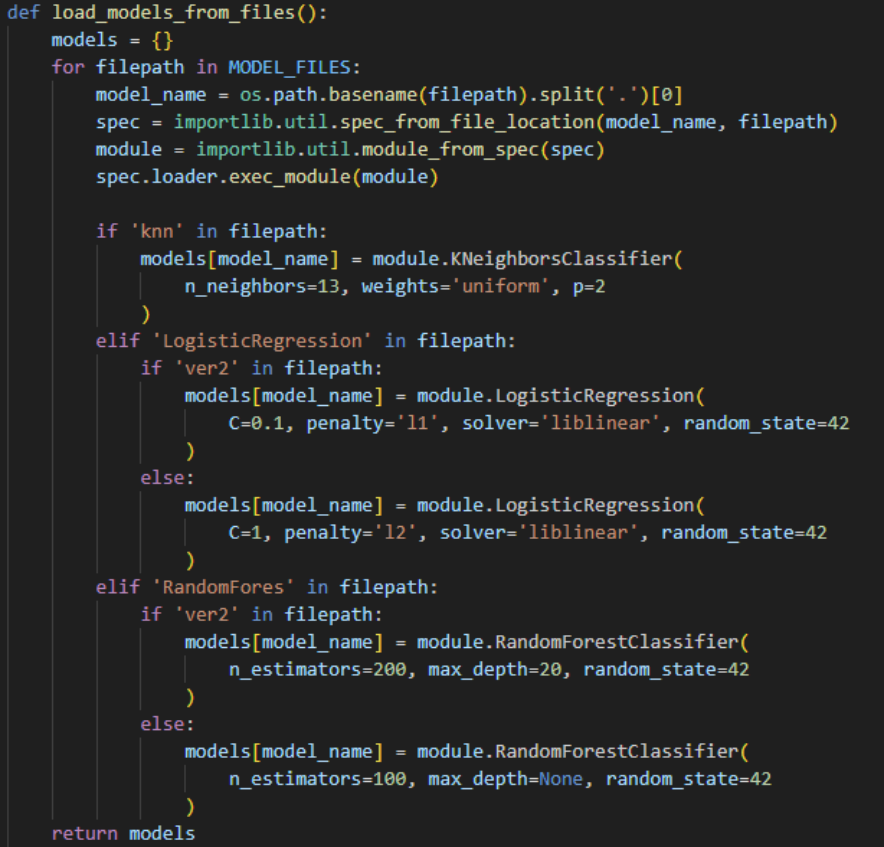 def load_models_from_files():
    models = {}
    for filepath in MODEL_FILES:
        model_name = os.path.basename(filepath).split('.')[0]
        spec = importlib.util.spec_from_file_location(model_name, filepath)
        module = importlib.util.module_from_spec(spec)
        spec.loader.exec_module(module)

        if 'knn' in filepath:
            models[model_name] = module.KNeighborsClassifier(
                n_neighbors=13, weights='uniform', p=2
            )
        elif 'LogisticRegression' in filepath:
            if 'ver2' in filepath:
                models[model_name] = module.LogisticRegression(
                    C=0.1, penalty='l1', solver='liblinear', random_state=42
                )
            else:
                models[model_name] = module.LogisticRegression(
                    C=1, penalty='l2', solver='liblinear', random_state=42
                )
        elif 'RandomFores' in filepath:
            if 'ver2' in filepath:
                models[model_name] = module.RandomForestClassifier(
                    n_estimators=200, max_depth=20, random_state=42
                )
            else:
                models[model_name] = module.RandomForestClassifier(
                    n_estimators=100, max_depth=None, random_state=42
                )
    return models